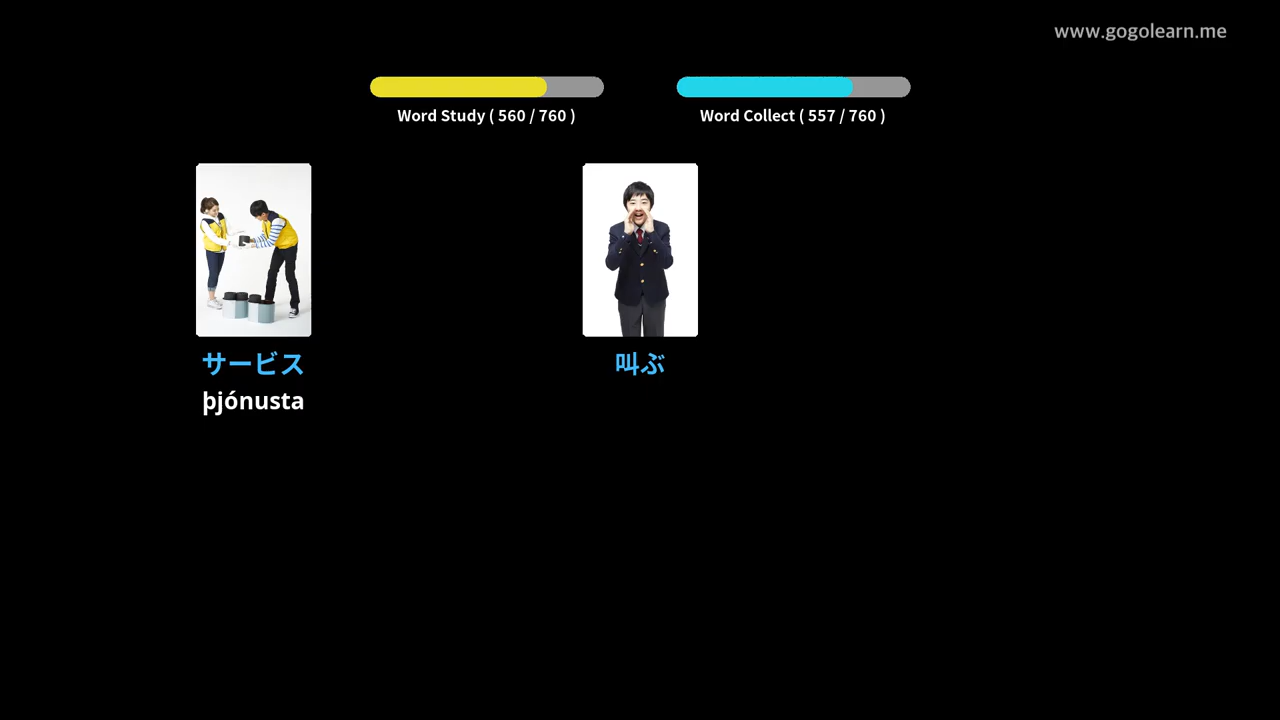 www.gogolearn.me
Word Study ( 560 / 760 )
Word Collect ( 557 / 760 )
サービス
叫ぶ
þjónusta